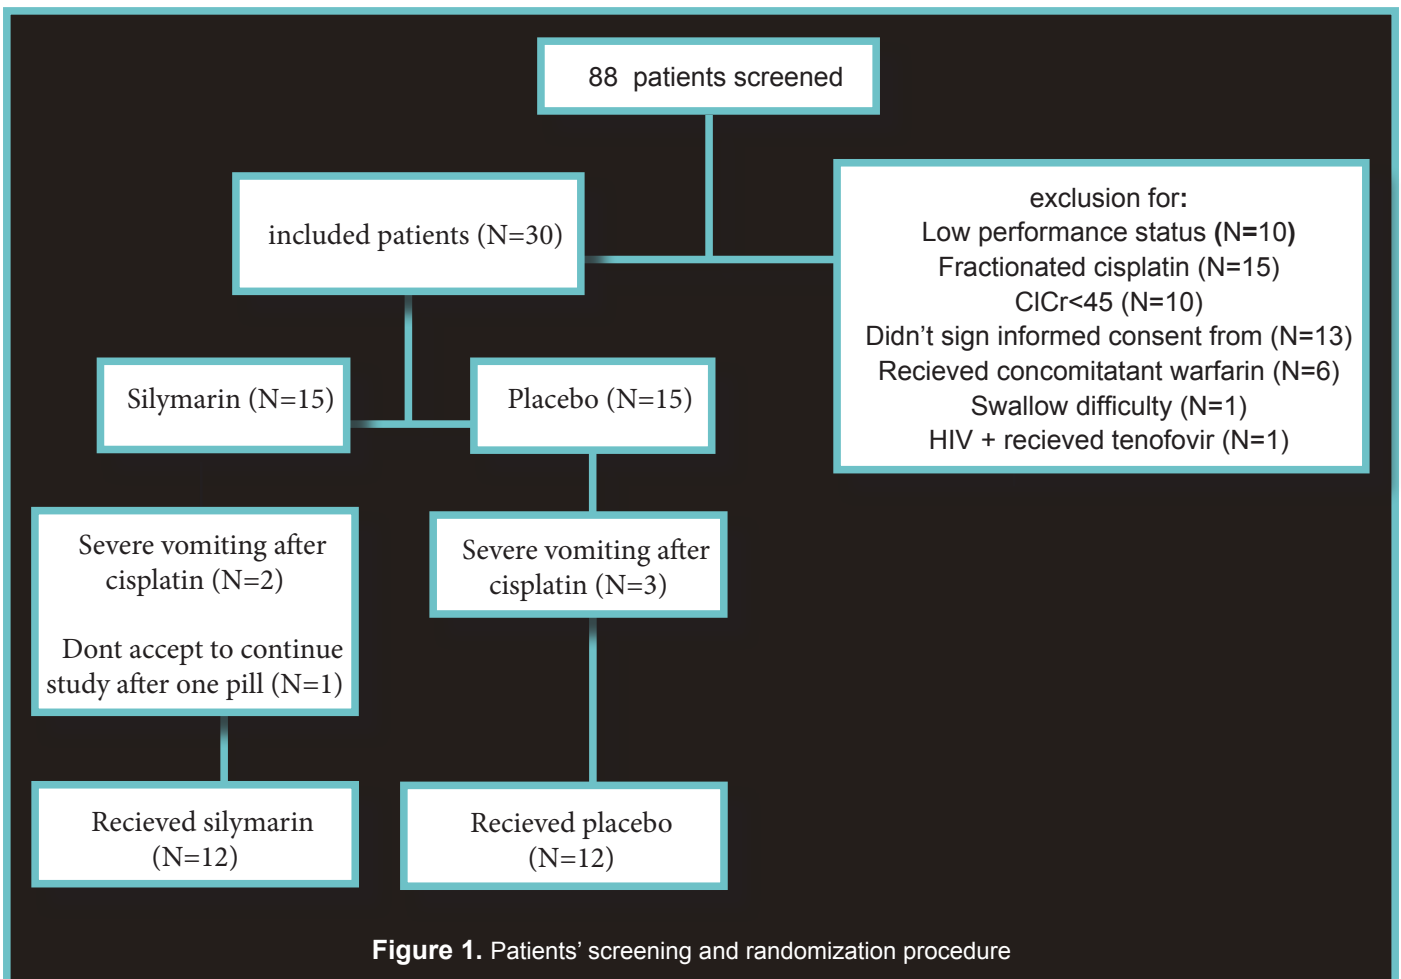 88 patients screened
included patients (N=30)
exclusion for:
Low performance status (N=10)
Fractionated cisplatin (N=15)
ClCr<45 (N=10)
Didn't sign informed consent from (N=13)
Recieved concomitatant warfarin (N=6)
Swallow difficulty (N=1)
HIV + recieved tenofovir (N=1)
Silymarin (N=15)
Placebo (N=15)
Severe vomiting after
cisplatin (N=2)
Dont accept to continue
study after one pill (N=1)
Severe vomiting after
cisplatin (N=3)
Recieved silymarin
(N=12)
Recieved placebo
(N=12)
Figure 1. Patients' screening and randomization procedure